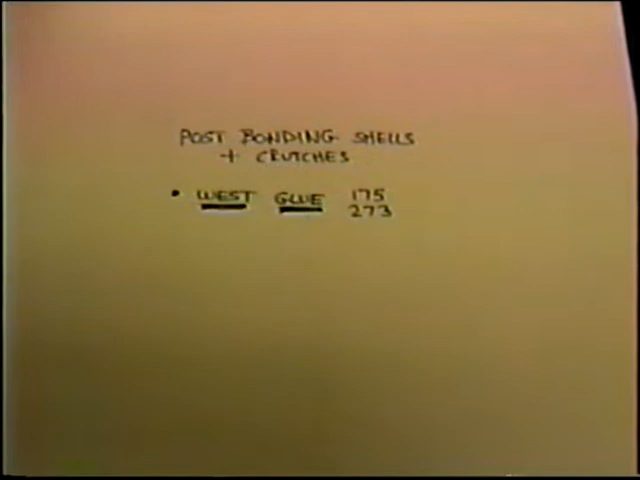 POST BONDING SHELLS
+ CRUTCHES
• WEST GLUE 175
273